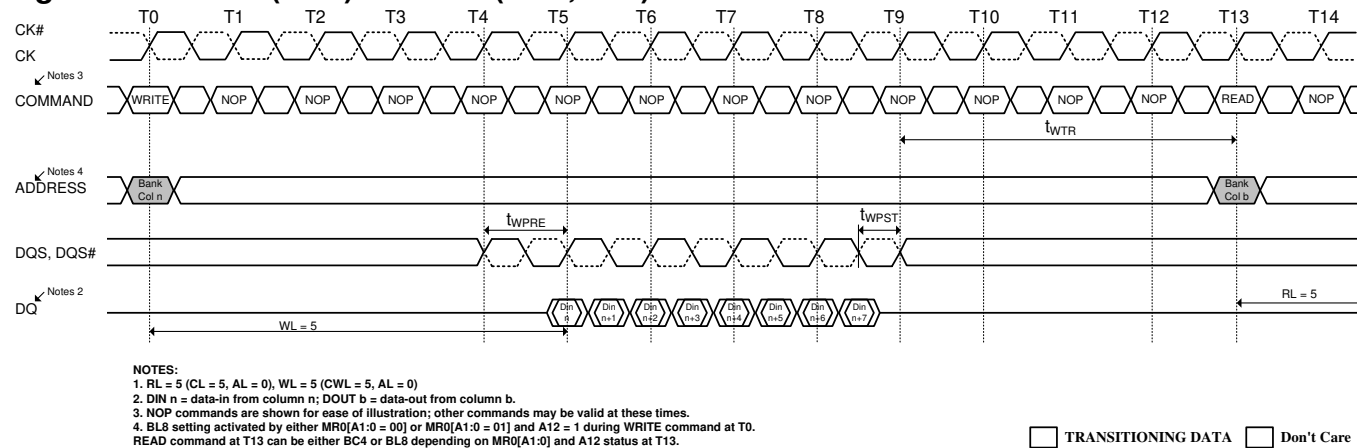 T0 T1 T2 T3 T4 T5 T6 T7 T8 T9 T10 T11 T12 T13 T14
CK#
CK
Notes 3
COMMAND WRITE NOP NOP NOP NOP NOP NOP NOP NOP NOP NOP NOP NOP READ NOP
tWTR
Notes 4
ADDRESS
Bank Col n
Bank Col b
tWPRE
tWPST
DQS, DQS#
Notes 2
DQ
Din n
Din n+1
Din n+2
Din n+3
Din n+4
Din n+5
Din n+6
Din n+7
RL = 5
WL = 5
NOTES:
1. RL = 5 (CL = 5, AL = 0), WL = 5 (CWL = 5, AL = 0)
2. DIN n = data-in from column n; DOUT b = data-out from column b.
3. NOP commands are shown for ease of illustration; other commands may be valid at these times.
4. BL8 setting activated by either MR0[A1:0 = 00] or MR0[A1:0 = 01] and A12 = 1 during WRITE command at T0.
READ command at T13 can be either BC4 or BL8 depending on MR0[A1:0] and A12 status at T13.
TRANSITIONING DATA Don't Care